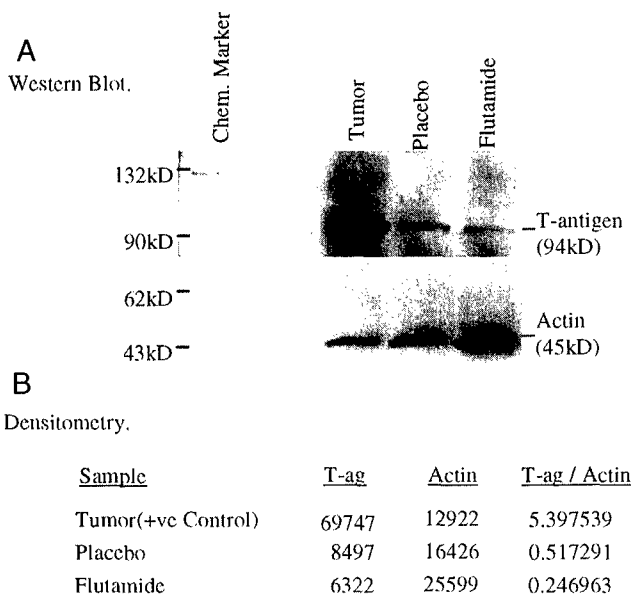 A
Western Blot.
Chem. Marker
Tumor
Placebo
Flutamide
132kD
90kD
62kD
43kD
T-antigen
(94kD)
Actin
(45kD)
B
Densitometry.
Sample T-ag Actin T-ag / Actin
Tumor(+ve Control) 69747 12922 5.397539
Placebo 8497 16426 0.517291
Flutamide 6322 25599 0.246963